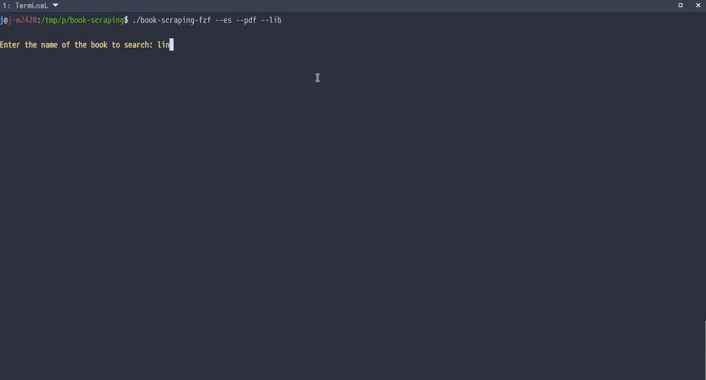 1: Terminal
j@j-m2420:/tmp/p/book-scraping$ ./book-scraping-fzf --es --pdf --lib
Enter the name of the book to search: lin